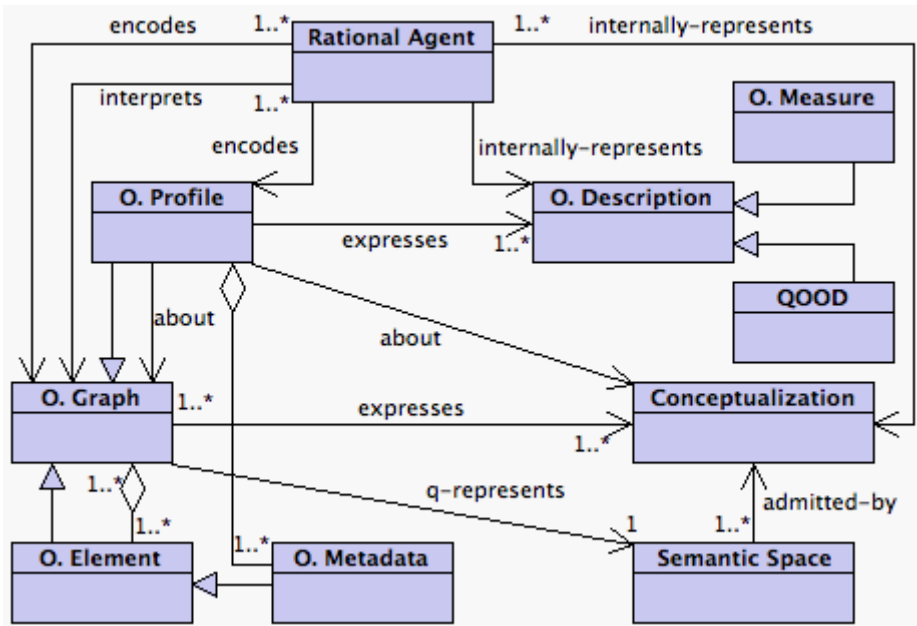 encodes
1..*
Rational Agent
1..*
internally-represents
interprets
1..*
O. Measure
encodes
internally-represents
O. Profile
O. Description
expresses
1..*
QOOD
about
about
O. Graph
1..*
expresses
1..*
Conceptualization
1..*
q-represents
admitted-by
1..*
1
1..*
O. Element
1..*
O. Metadata
Semantic Space